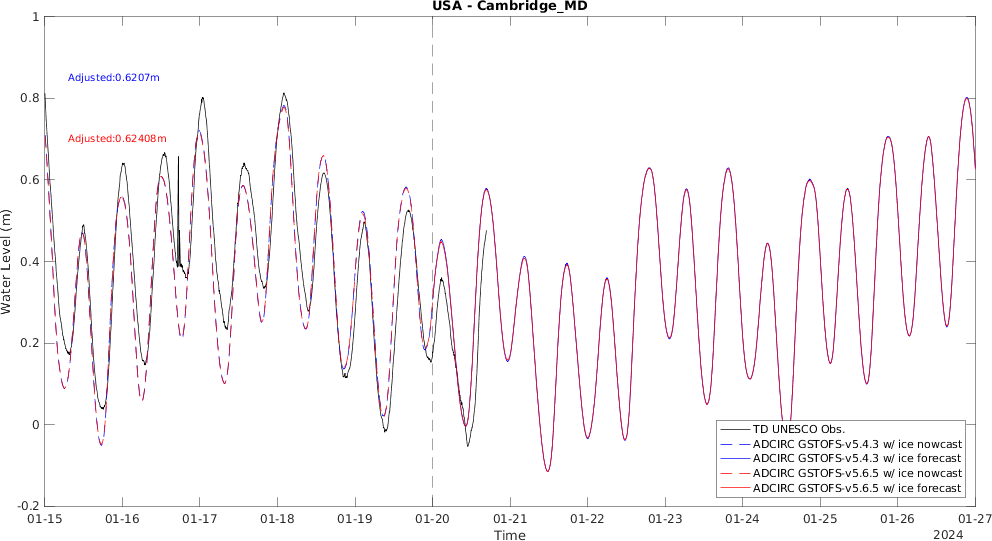 USA - Cambridge_MD
1
0.8
0.6
0.4
0.2
0
-0.2
Water Level (m)
Adjusted:0.6207m
Adjusted:0.62408m
TD UNESCO Obs.
ADCIRC GSTOFS-v5.4.3 w/ ice nowcast
ADCIRC GSTOFS-v5.4.3 w/ ice forecast
ADCIRC GSTOFS-v5.6.5 w/ ice nowcast
ADCIRC GSTOFS-v5.6.5 w/ ice forecast
01-15 01-16 01-17 01-18 01-19 01-20 01-21 01-22 01-23 01-24 01-25 01-26 01-27
Time
2024